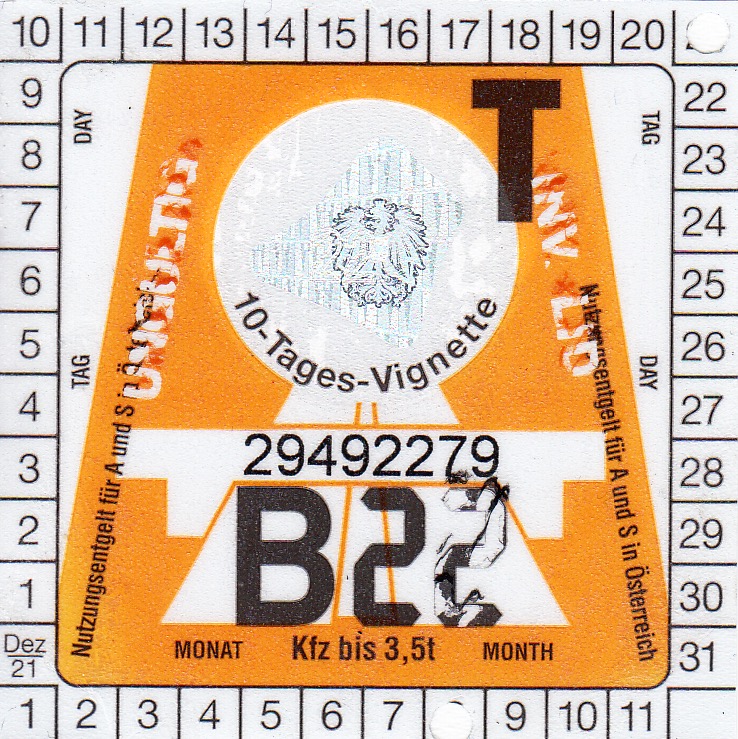 10 11 12 13 14 15 16 17 18 19 20
9 DAY T TAG 22
8 23
7 24
6 25
5 26
4 TAG DAY 27
3 28
2 29
1 30
Dez 21 31
UNGÜLTIG
10-Tages-Vignette
29492279
B22
Nutzungsentgelt für A und S in
Nutzungsentgelt für A und S in Österreich
MONAT Kfz bis 3,5t MONTH
1 2 3 4 5 6 7 9 10 11